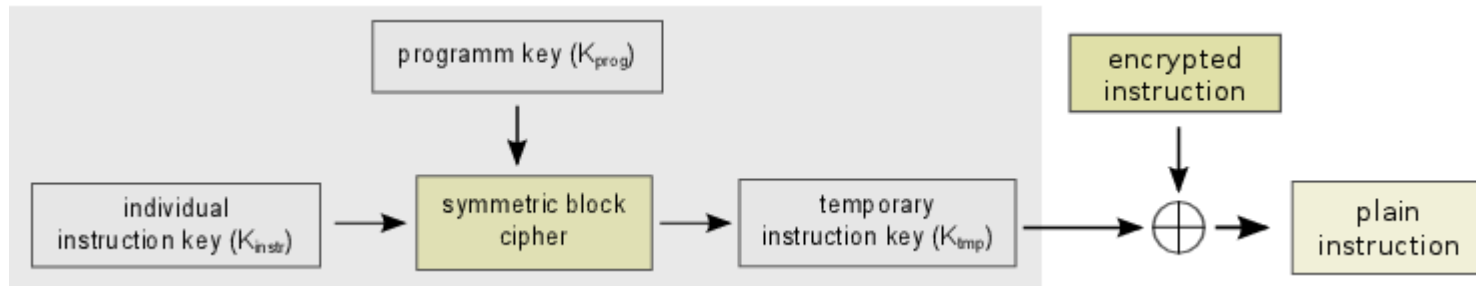 programm key (Kprog)
encrypted
instruction
individual
instruction key (Kinstr)
symmetric block
cipher
temporary
instruction key (Ktmp)
plain
instruction